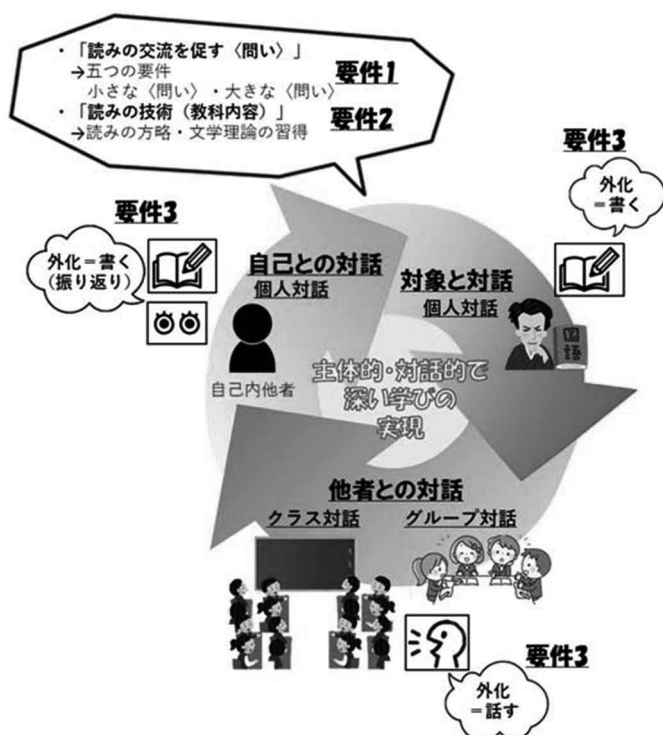 ・「読みの交流を促す〈問い〉」
→五つの要件
要件1
小さな〈問い〉・大きな〈問い〉
・「読みの技術（教科内容）」
要件2
→読みの方略・文学理論の習得
要件3
外化
＝書く
要件3
外化＝書く
(振り返り)
自己との対話
個人対話
対象と対話
個人対話
国語
自己内他者
主体的・対話的で
深い学びの
実現
他者との対話
クラス対話
グループ対話
要件3
外化
＝話す